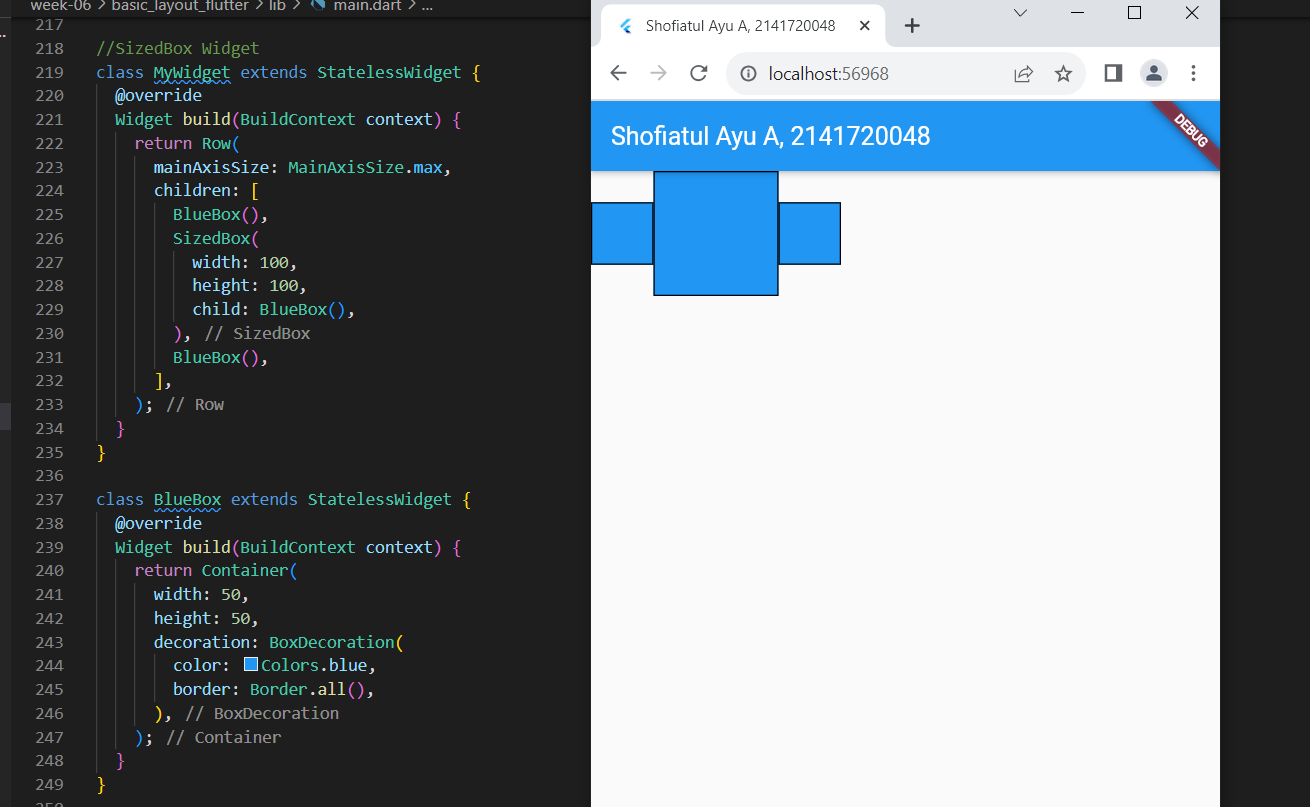 week-06 > basic_layout_flutter > lib > main.dart > ...
217
218 //SizedBox Widget
219 class MyWidget extends StatelessWidget {
220 @override
221 Widget build(BuildContext context) {
222 return Row(
223 mainAxisSize: MainAxisSize.max,
224 children: [
225 BlueBox(),
226 SizedBox(
227 width: 100,
228 height: 100,
229 child: BlueBox(),
230 ), // SizedBox
231 BlueBox(),
232 ],
233 ); // Row
234 }
235 }
236
237 class BlueBox extends StatelessWidget {
238 @override
239 Widget build(BuildContext context) {
240 return Container(
241 width: 50,
242 height: 50,
243 decoration: BoxDecoration(
244 color: Colors.blue,
245 border: Border.all(),
246 ), // BoxDecoration
247 ); // Container
248 }
249 }
Shofiatul Ayu A, 2141720048
localhost:56968
Shofiatul Ayu A, 2141720048
DEBUG